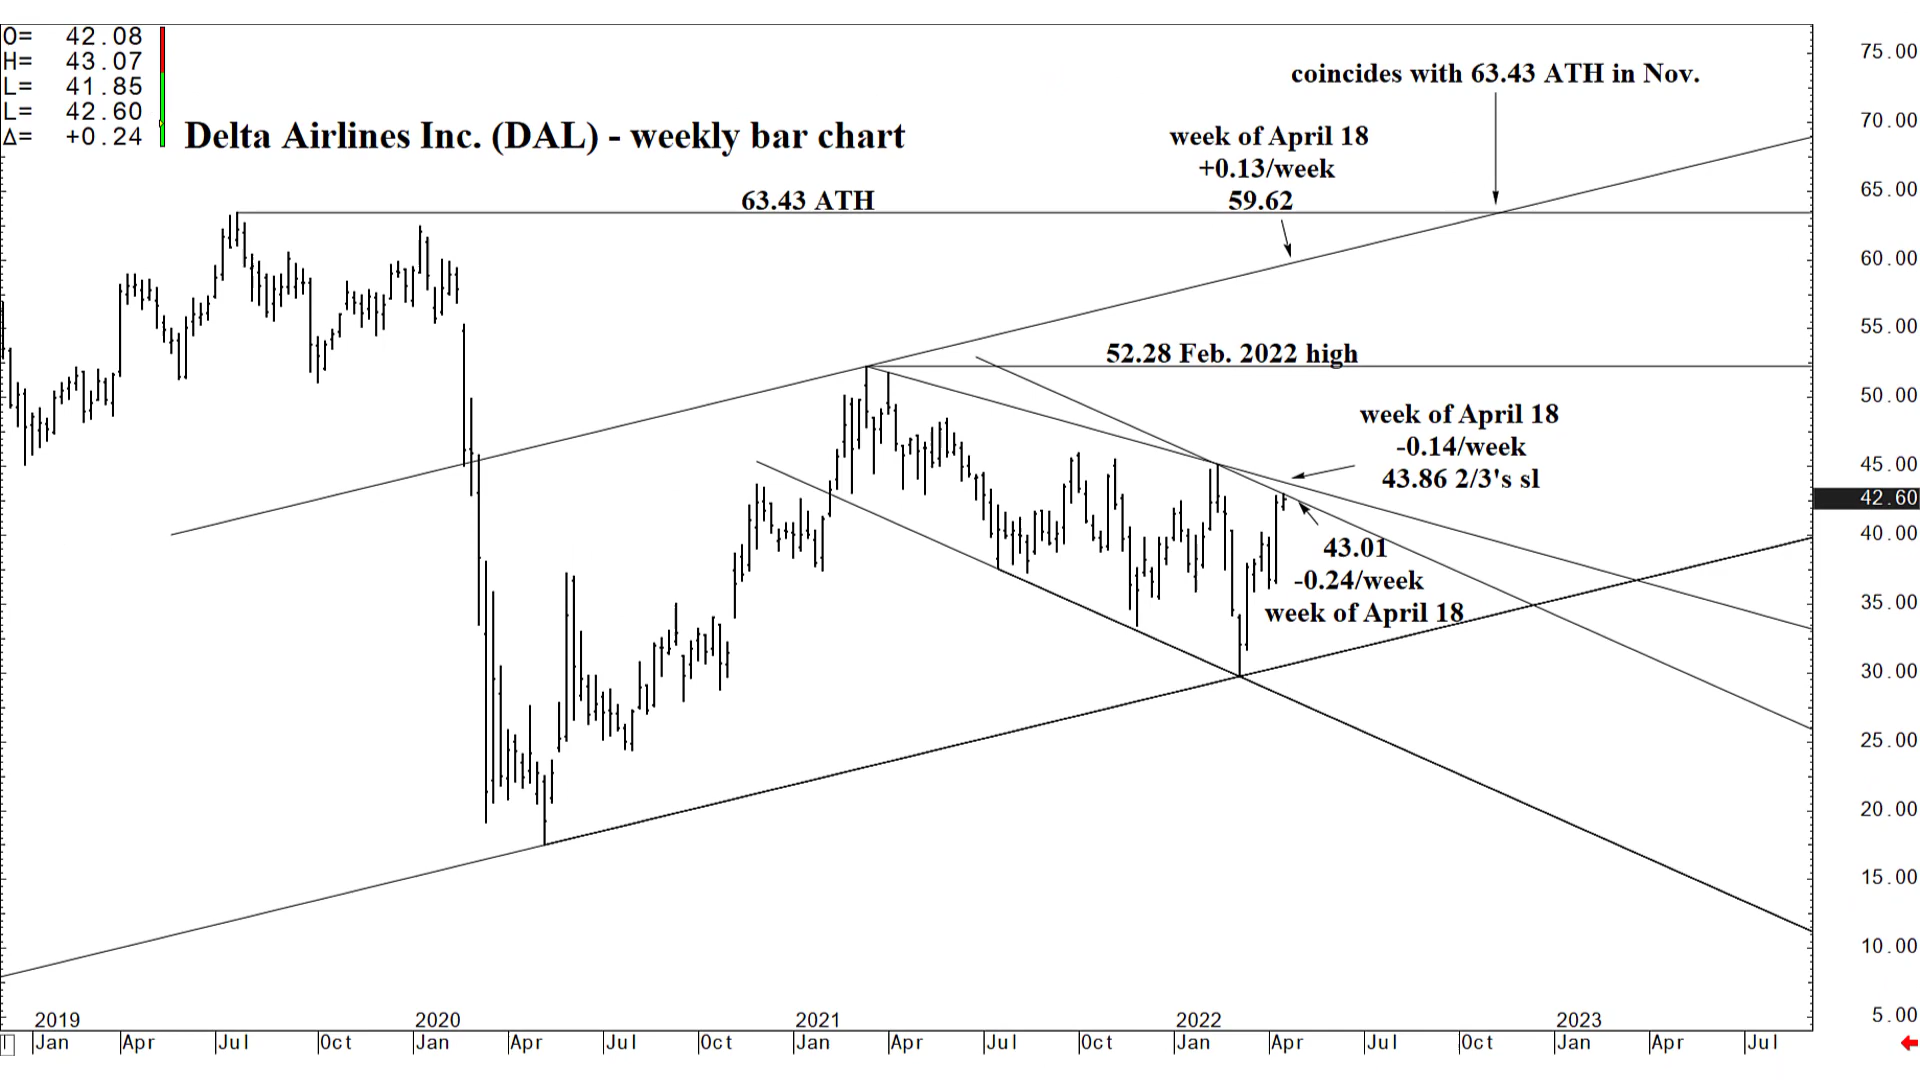 O= 42.08
H= 43.07
L= 41.85
L= 42.60
Δ= +0.24
Delta Airlines Inc. (DAL) - weekly bar chart
coincides with 63.43 ATH in Nov.
week of April 18
+0.13/week
59.62
63.43 ATH
52.28 Feb. 2022 high
week of April 18
-0.14/week
43.86 2/3's sl
43.01
-0.24/week
week of April 18
75.00
70.00
65.00
60.00
55.00
50.00
45.00
42.60
40.00
35.00
30.00
25.00
20.00
15.00
10.00
5.00
2019 2020 2021 2022 2023
Jan Apr Jul Oct Jan Apr Jul Oct Jan Apr Jul Oct Jan Apr Jul Oct Jan Apr Jul